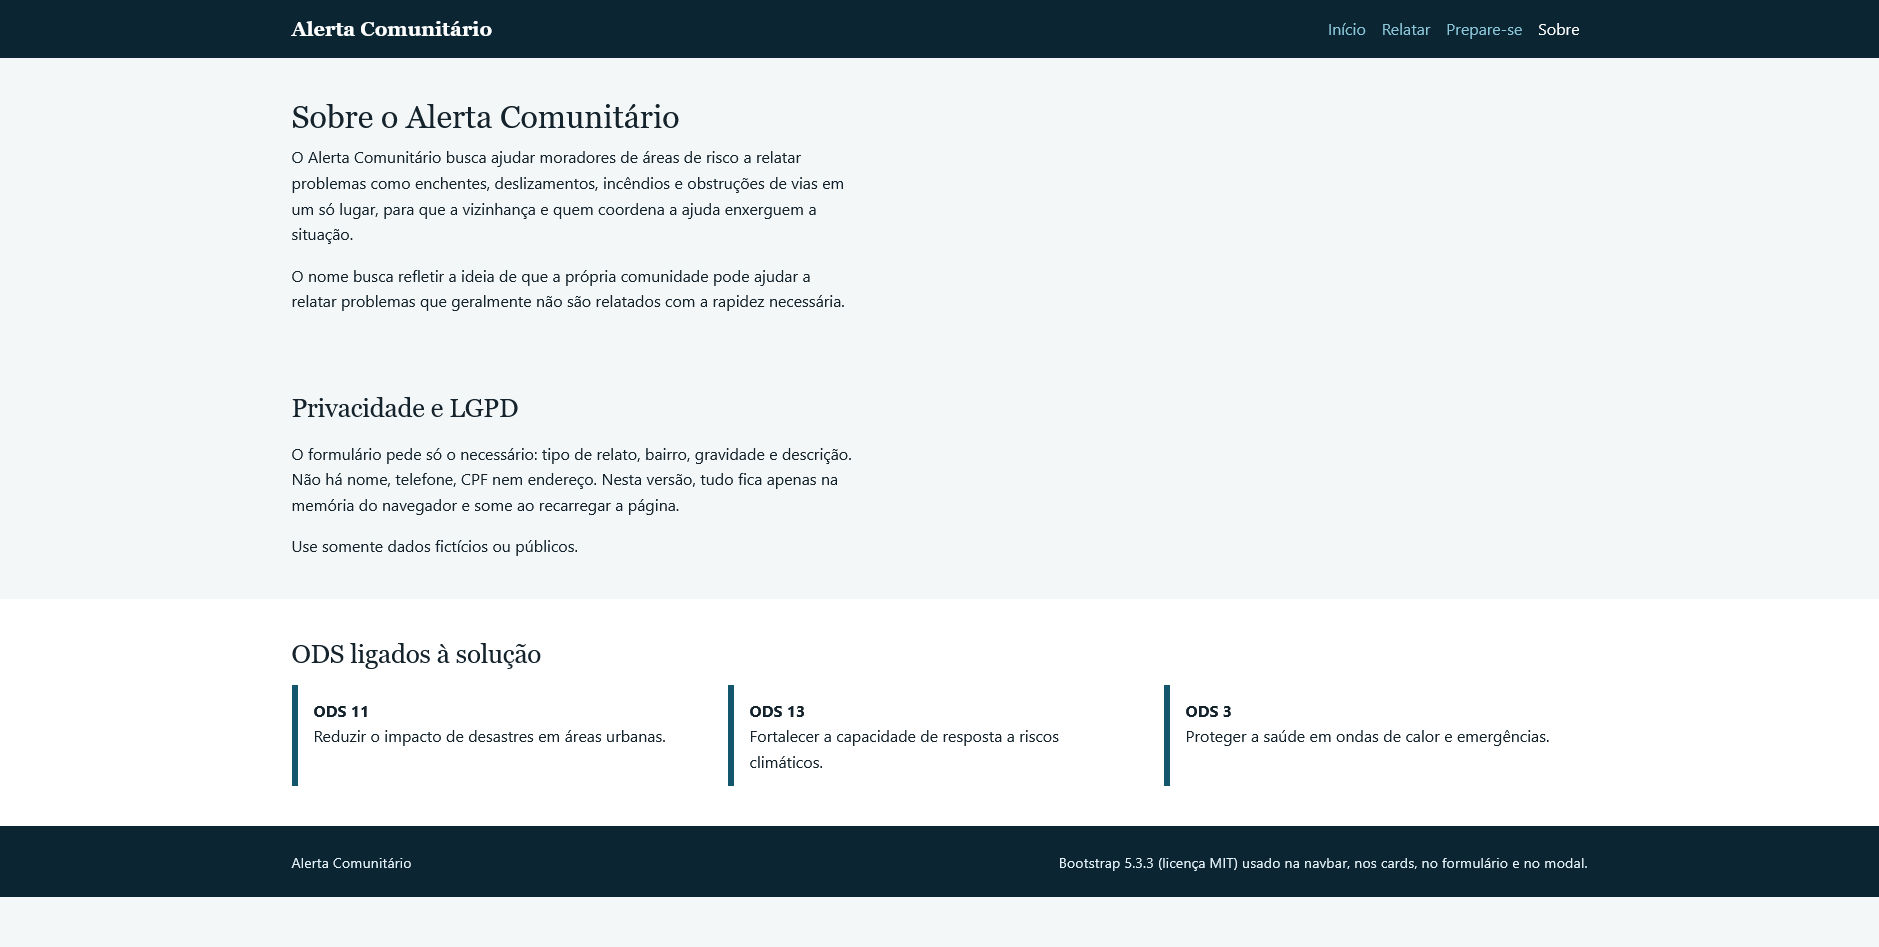 Alerta Comunitário
Início Relatar Prepare-se Sobre
Sobre o Alerta Comunitário
O Alerta Comunitário busca ajudar moradores de áreas de risco a relatar
problemas como enchentes, deslizamentos, incêndios e obstruções de vias em
um só lugar, para que a vizinhança e quem coordena a ajuda enxerguem a
situação.
O nome busca refletir a ideia de que a própria comunidade pode ajudar a
relatar problemas que geralmente não são relatados com a rapidez necessária.
Privacidade e LGPD
O formulário pede só o necessário: tipo de relato, bairro, gravidade e descrição.
Não há nome, telefone, CPF nem endereço. Nesta versão, tudo fica apenas na
memória do navegador e some ao recarregar a página.
Use somente dados fictícios ou públicos.
ODS ligados à solução
ODS 11
Reduzir o impacto de desastres em áreas urbanas.
ODS 13
Fortalecer a capacidade de resposta a riscos
climáticos.
ODS 3
Proteger a saúde em ondas de calor e emergências.
Alerta Comunitário
Bootstrap 5.3.3 (licença MIT) usado na navbar, nos cards, no formulário e no modal.